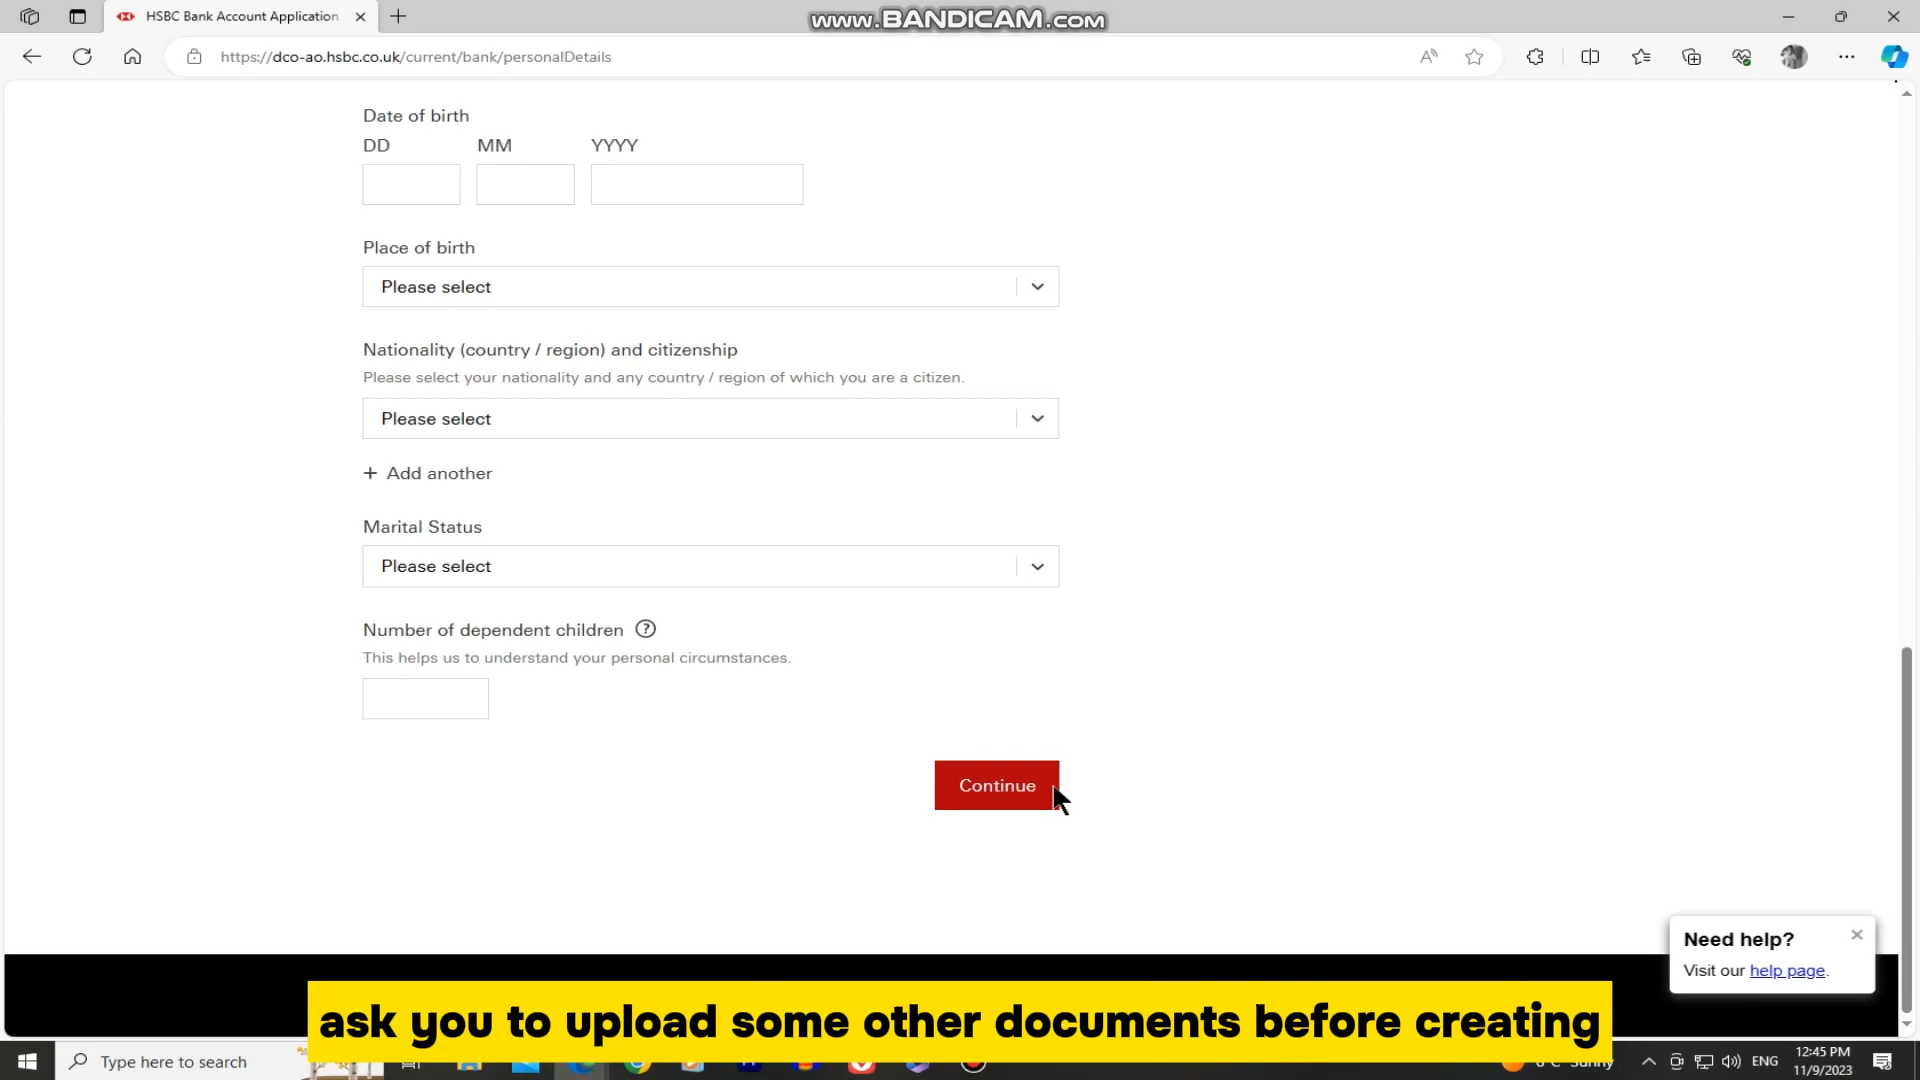 HSBC Bank Account Application
www.BANDICAM.com
https://dco-ao.hsbc.co.uk/current/bank/personalDetails
Date of birth
DD MM YYYY
Place of birth
Please select
Nationality (country / region) and citizenship
Please select your nationality and any country / region of which you are a citizen.
Please select
+ Add another
Marital Status
Please select
Number of dependent children ?
This helps us to understand your personal circumstances.
Continue
Need help?
Visit our help page.
ask you to upload some other documents before creating
Type here to search
ENG
12:45 PM
11/9/2023